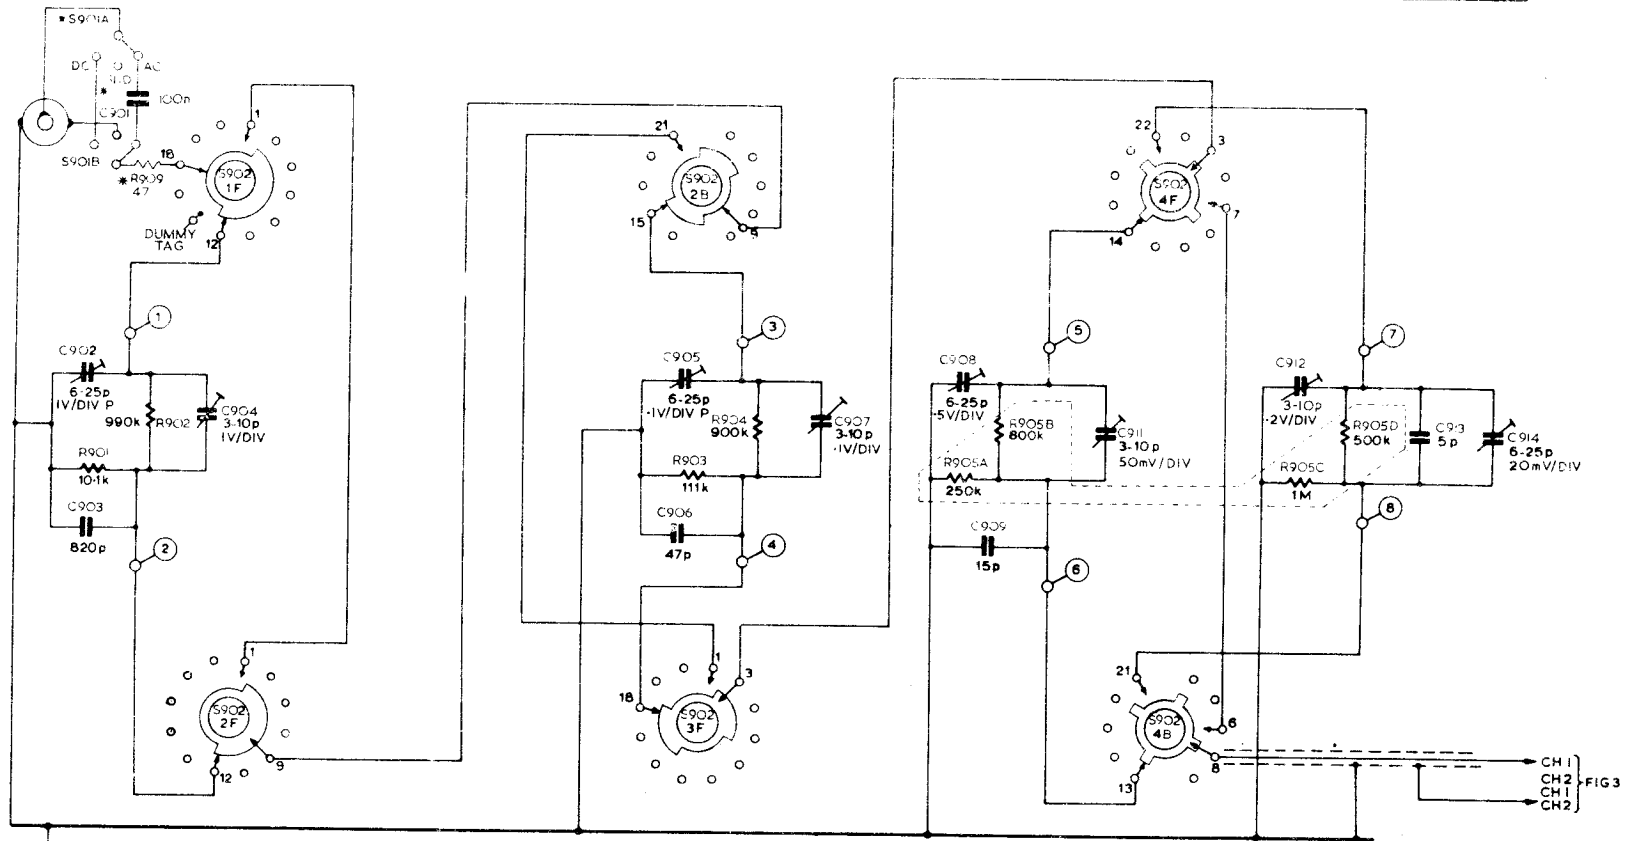 * S901A
DC
GND
AC
*
C901
100n
S901B
* R909
47
18
1
S902
1F
DUMMY
TAG
12
1
C902
6-25p
1V/DIV P
990k
R902
C904
3-10p
1V/DIV
R901
10·1k
C903
820p
2
1
S902
2F
12
9
21
S902
2B
15
5
3
C905
6-25p
·1V/DIV P
R904
900k
C907
3-10p
·1V/DIV
R903
111k
C906
47p
4
1
3
18
S902
3F
22
3
S902
4F
7
14
5
C908
6-25p
·5V/DIV
R905B
800k
C911
3-10p
50mV/DIV
R905A
250k
C909
15p
6
7
C912
3-10p
·2V/DIV
R905D
500k
C913
5p
C914
6-25p
20mV/DIV
R905C
1M
8
21
S902
4B
6
8
13
CH1
CH2
CH1
CH2
FIG3